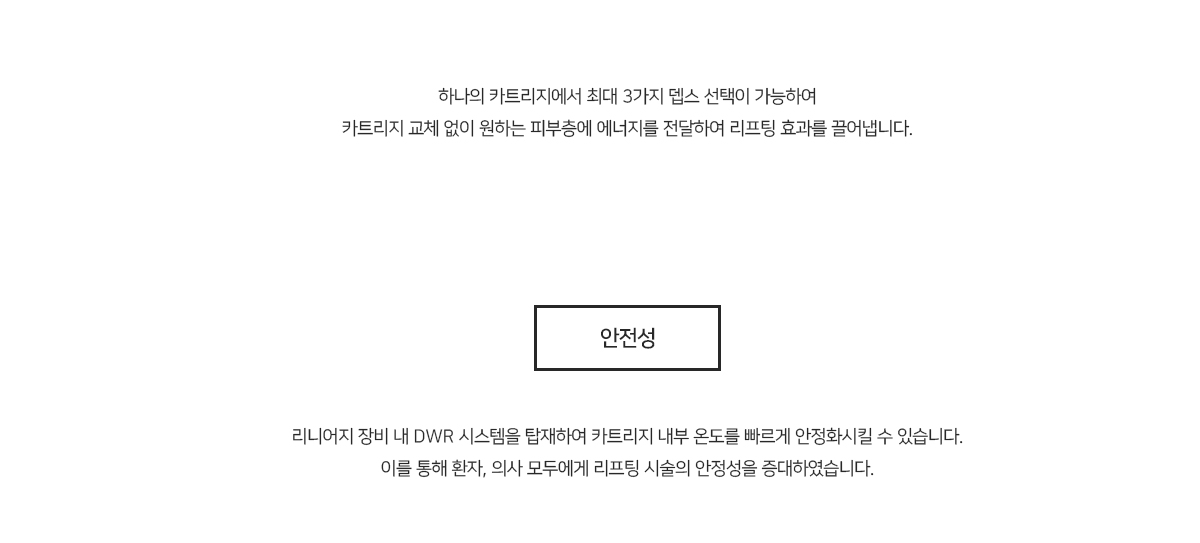 하나의 카트리지에서 최대 3가지 뎁스 선택이 가능하여
카트리지 교체 없이 원하는 피부층에 에너지를 전달하여 리프팅 효과를 끌어냅니다.
안전성
리니어지 장비 내 DWR 시스템을 탑재하여 카트리지 내부 온도를 빠르게 안정화시킬 수 있습니다.
이를 통해 환자, 의사 모두에게 리프팅 시술의 안정성을 증대하였습니다.